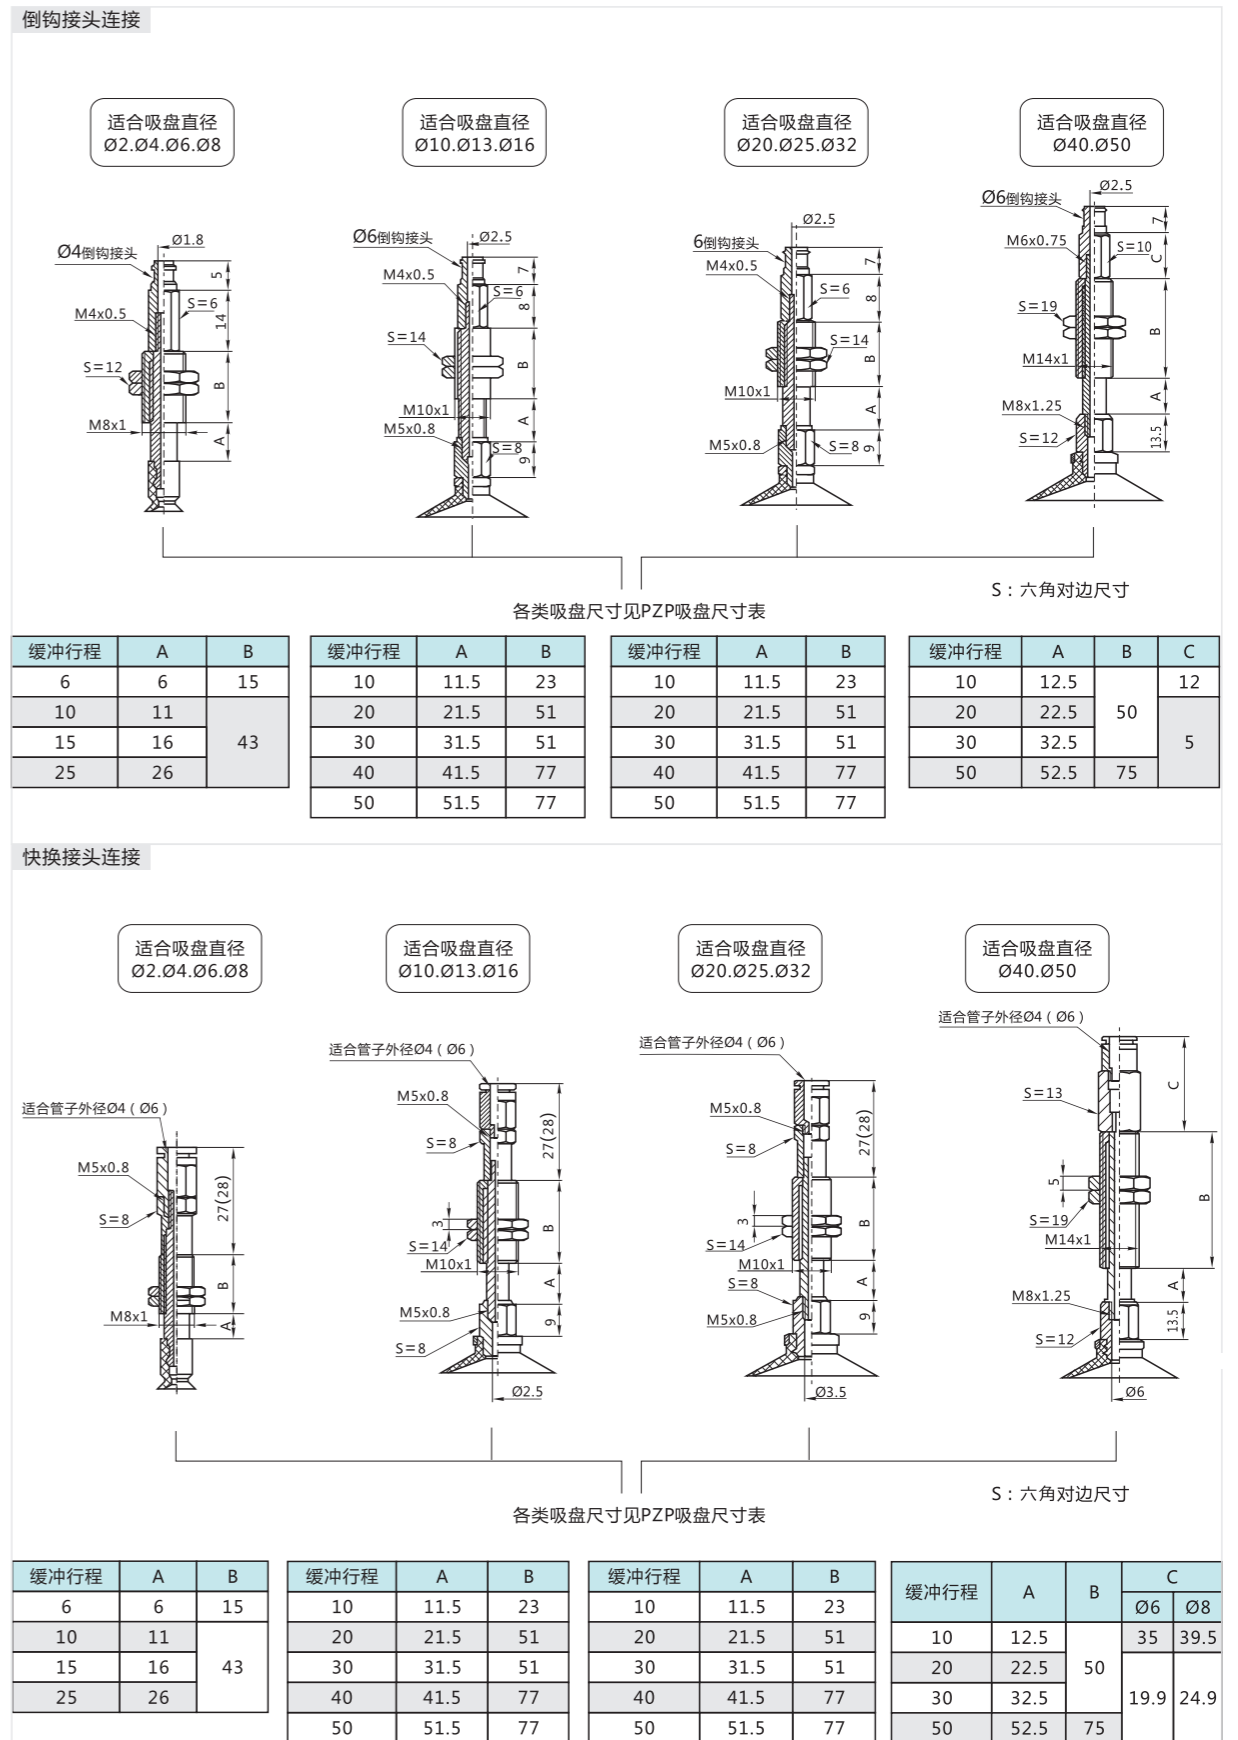 倒钩接头连接
适合吸盘直径
Ø2.Ø4.Ø6.Ø8
适合吸盘直径
Ø10.Ø13.Ø16
适合吸盘直径
Ø20.Ø25.Ø32
适合吸盘直径
Ø40.Ø50
Ø4倒钩接头
Ø1.8
5
S=6
14
M4x0.5
S=12
B
M8x1
A
Ø6倒钩接头
Ø2.5
7
M4x0.5
S=6
8
S=14
B
M10x1
A
M5x0.8
S=8
9
6倒钩接头
Ø2.5
7
M4x0.5
S=6
8
S=14
B
M10x1
A
M5x0.8
S=8
9
Ø6倒钩接头
Ø2.5
7
M6x0.75
S=10
C
S=19
B
M14x1
A
M8x1.25
S=12
13.5
S：六角对边尺寸
各类吸盘尺寸见PZP吸盘尺寸表
缓冲行程 A B
6 6 15
10 11
15 16 43
25 26
缓冲行程 A B
10 11.5 23
20 21.5 51
30 31.5 51
40 41.5 77
50 51.5 77
缓冲行程 A B
10 11.5 23
20 21.5 51
30 31.5 51
40 41.5 77
50 51.5 77
缓冲行程 A B C
10 12.5 12
20 22.5 50
30 32.5 5
50 52.5 75
快换接头连接
适合吸盘直径
Ø2.Ø4.Ø6.Ø8
适合吸盘直径
Ø10.Ø13.Ø16
适合吸盘直径
Ø20.Ø25.Ø32
适合吸盘直径
Ø40.Ø50
适合管子外径Ø4（Ø6）
M5x0.8
S=8
27(28)
B
M8x1
A
适合管子外径Ø4（Ø6）
M5x0.8
S=8
27(28)
3
B
S=14
M10x1
A
M5x0.8
9
S=8
Ø2.5
适合管子外径Ø4（Ø6）
M5x0.8
S=8
27(28)
3
B
S=14
M10x1
S=8
A
M5x0.8
9
Ø3.5
适合管子外径Ø4（Ø6）
C
S=13
5
B
S=19
M14x1
A
M8x1.25
13.5
S=12
Ø6
S：六角对边尺寸
各类吸盘尺寸见PZP吸盘尺寸表
缓冲行程 A B
6 6 15
10 11
15 16 43
25 26
缓冲行程 A B
10 11.5 23
20 21.5 51
30 31.5 51
40 41.5 77
50 51.5 77
缓冲行程 A B
10 11.5 23
20 21.5 51
30 31.5 51
40 41.5 77
50 51.5 77
缓冲行程 A B C
Ø6 Ø8
10 12.5 35 39.5
20 22.5 50
30 32.5 19.9 24.9
50 52.5 75